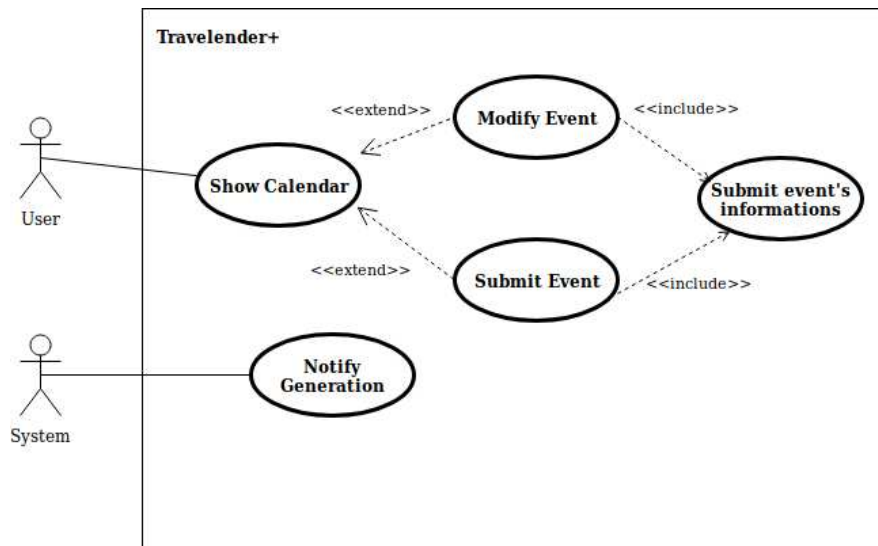 Travelender+
<<extend>>
Modify Event
<<include>>
Show Calendar
Submit event's
informations
User
<<extend>>
Submit Event
<<include>>
Notify
Generation
System